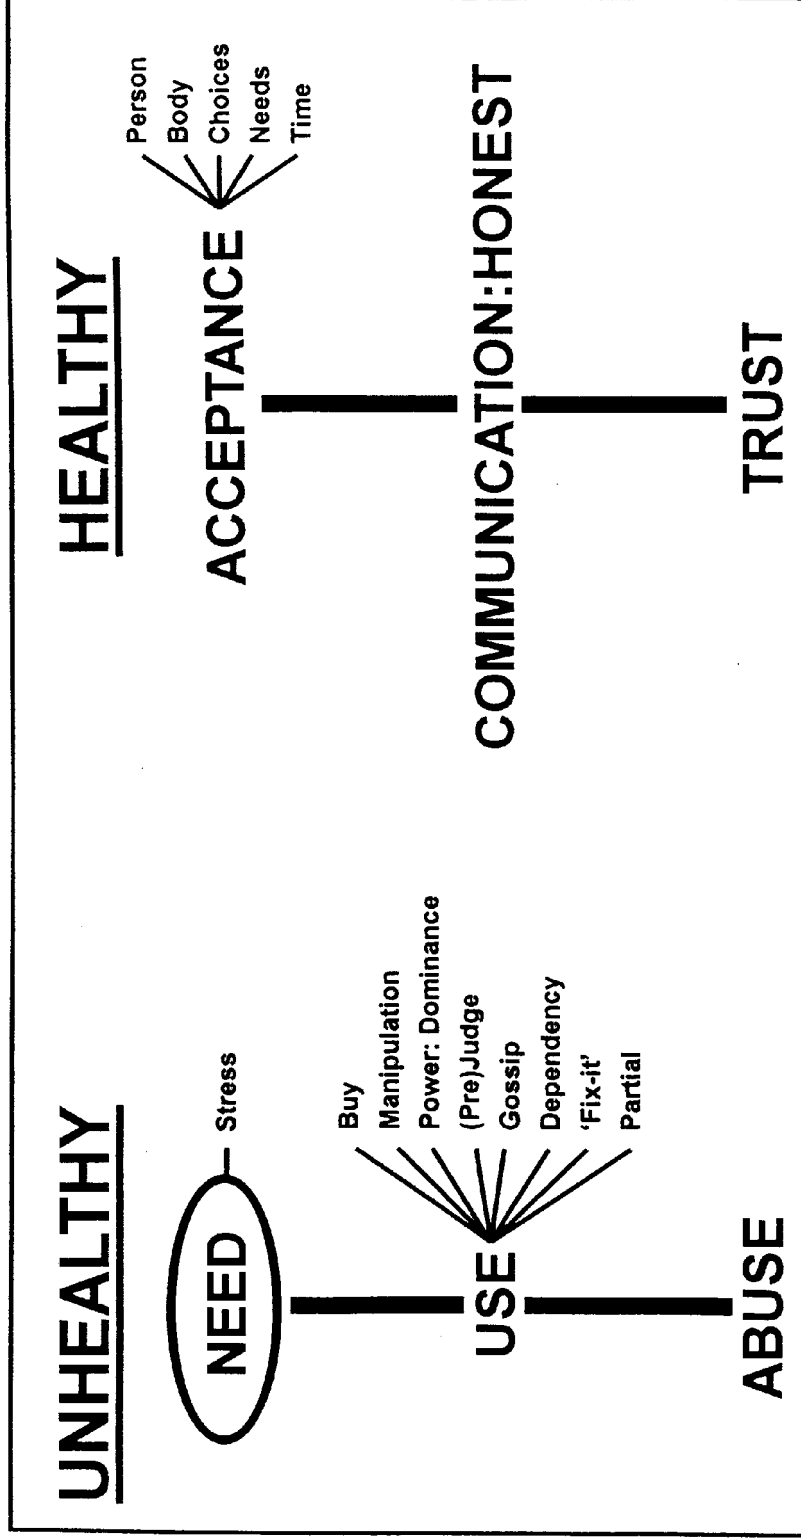 UNHEALTHY
NEED
Stress
USE
Buy
Manipulation
Power: Dominance
(Pre)Judge
Gossip
Dependency
‘Fix-it’
Partial
ABUSE
HEALTHY
ACCEPTANCE
Person
Body
Choices
Needs
Time
COMMUNICATION:HONEST
TRUST